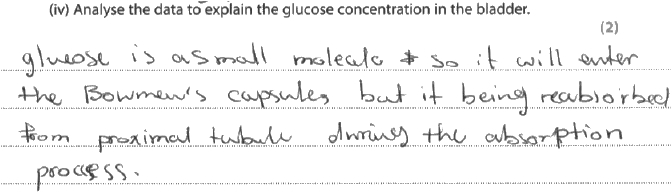 (iv) Analyse the data to explain the glucose concentration in the bladder.
(2)
glucose is a small molecule so it will enter
the Bowmen's capsules but it being reabsiorbed
from proximal tubule during the absorption
process.